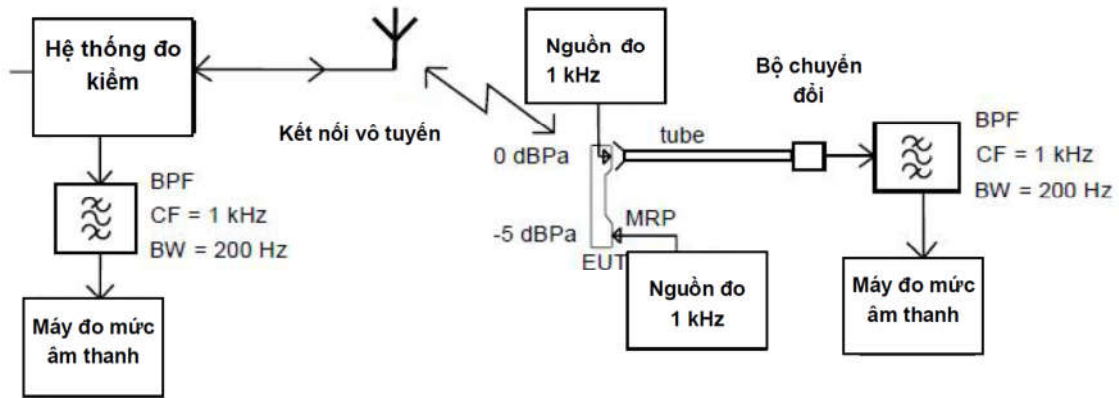 Hệ thống đo
kiểm
Kết nối vô tuyến
BPF
CF = 1 kHz
BW = 200 Hz
Máy đo mức
âm thanh
Nguồn đo
1 kHz
0 dBPa
tube
Bộ chuyển
đổi
BPF
CF = 1 kHz
BW = 200 Hz
MRP
-5 dBPa
EUT
Nguồn đo
1 kHz
Máy đo mức
âm thanh